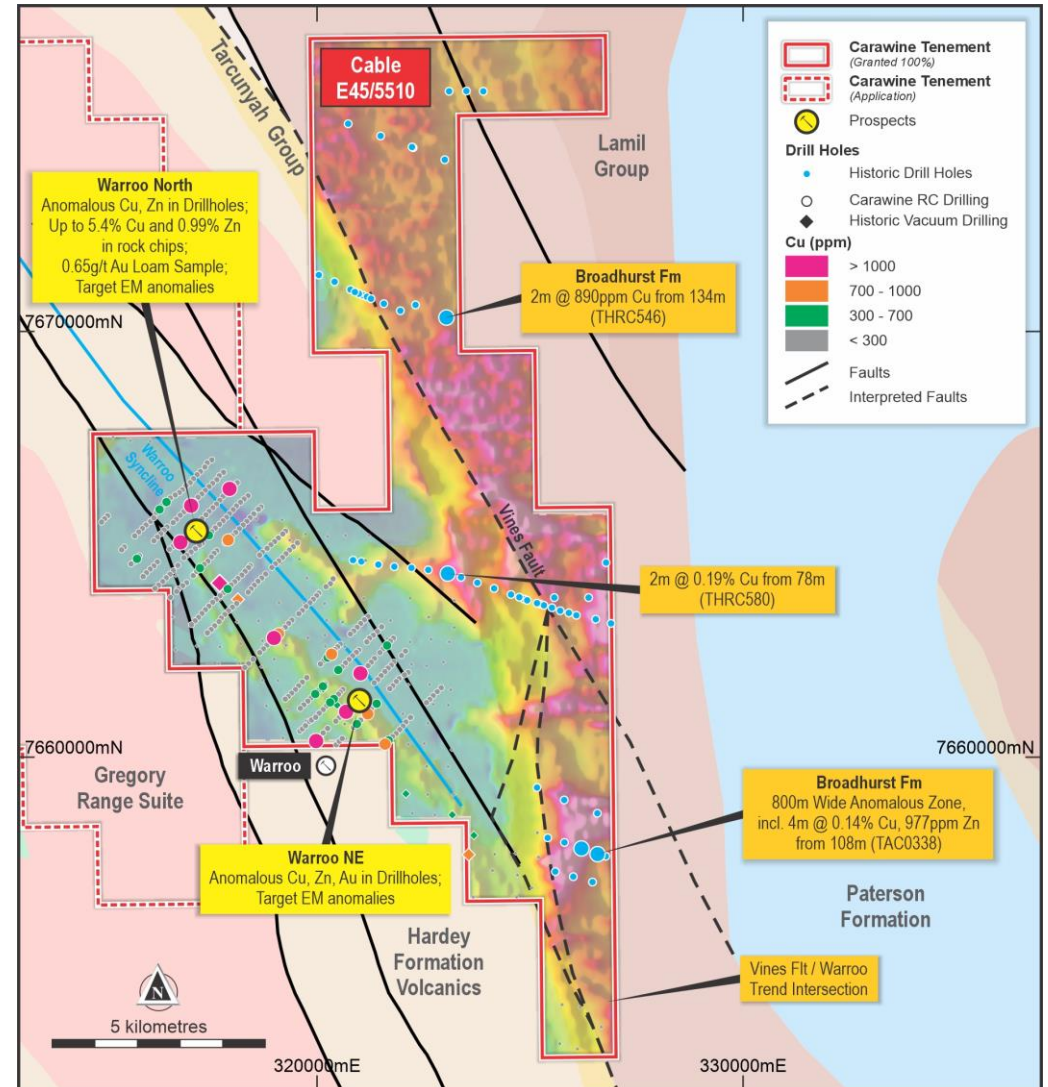 Cable
E45/5510
Tarcunyah Group
Lamil
Group
Carawine Tenement
(Granted 100%)
Carawine Tenement
(Application)
Prospects
Drill Holes
Historic Drill Holes
Carawine RC Drilling
Historic Vacuum Drilling
Cu (ppm)
> 1000
700 - 1000
300 - 700
< 300
Faults
Interpreted Faults
Warroo North
Anomalous Cu, Zn in Drillholes;
Up to 5.4% Cu and 0.99% Zn
in rock chips;
0.65g/t Au Loam Sample;
Target EM anomalies
Broadhurst Fm
2m @ 890ppm Cu from 134m
(THRC546)
7670000mN
Warroo
Syncline
Vines Fault
2m @ 0.19% Cu from 78m
(THRC580)
7660000mN
7660000mN
Warroo
Gregory
Range Suite
Broadhurst Fm
800m Wide Anomalous Zone,
incl. 4m @ 0.14% Cu, 977ppm Zn
from 108m (TAC0338)
Warroo NE
Anomalous Cu, Zn, Au in Drillholes;
Target EM anomalies
Paterson
Formation
Hardey
Formation
Volcanics
Vines Flt / Warroo
Trend Intersection
N
5 kilometres
320000mE
330000mE